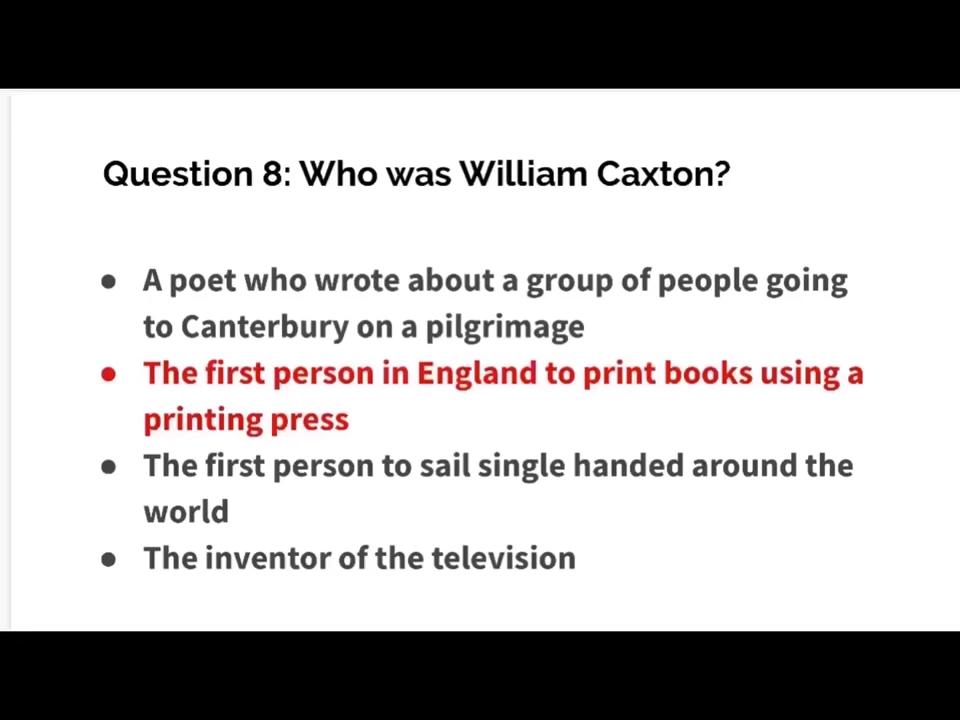 Question 8: Who was William Caxton?
● A poet who wrote about a group of people going
to Canterbury on a pilgrimage
● The first person in England to print books using a
printing press
● The first person to sail single handed around the
world
● The inventor of the television